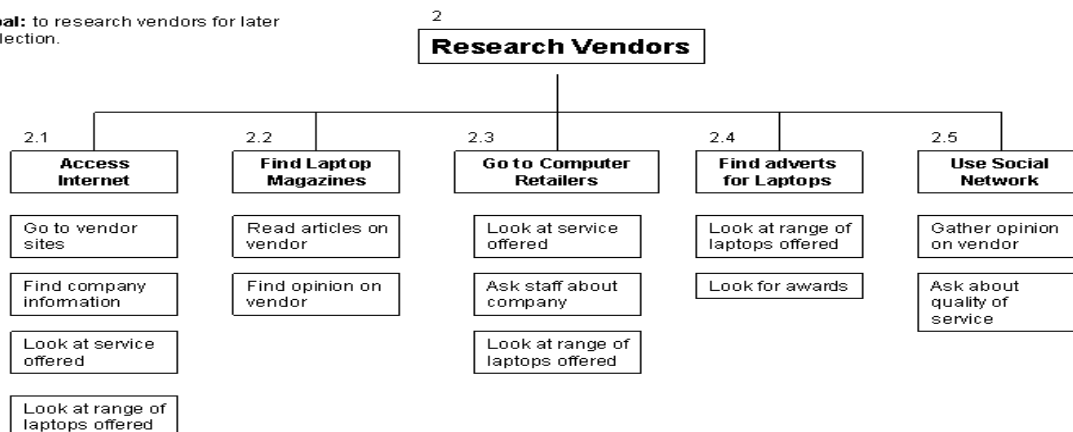 oal: to research vendors for later
lection.
2
Research Vendors
2.1
Access
Internet
Go to vendor
sites
Find company
information
Look at service
offered
Look at range of
laptops offered
2.2
Find Laptop
Magazines
Read articles on
vendor
Find opinion on
vendor
2.3
Go to Computer
Retailers
Look at service
offered
Ask staff about
company
Look at range of
laptops offered
2.4
Find adverts
for Laptops
Look at range of
laptops offered
Look for awards
2.5
Use Social
Network
Gather opinion
on vendor
Ask about
quality of
service